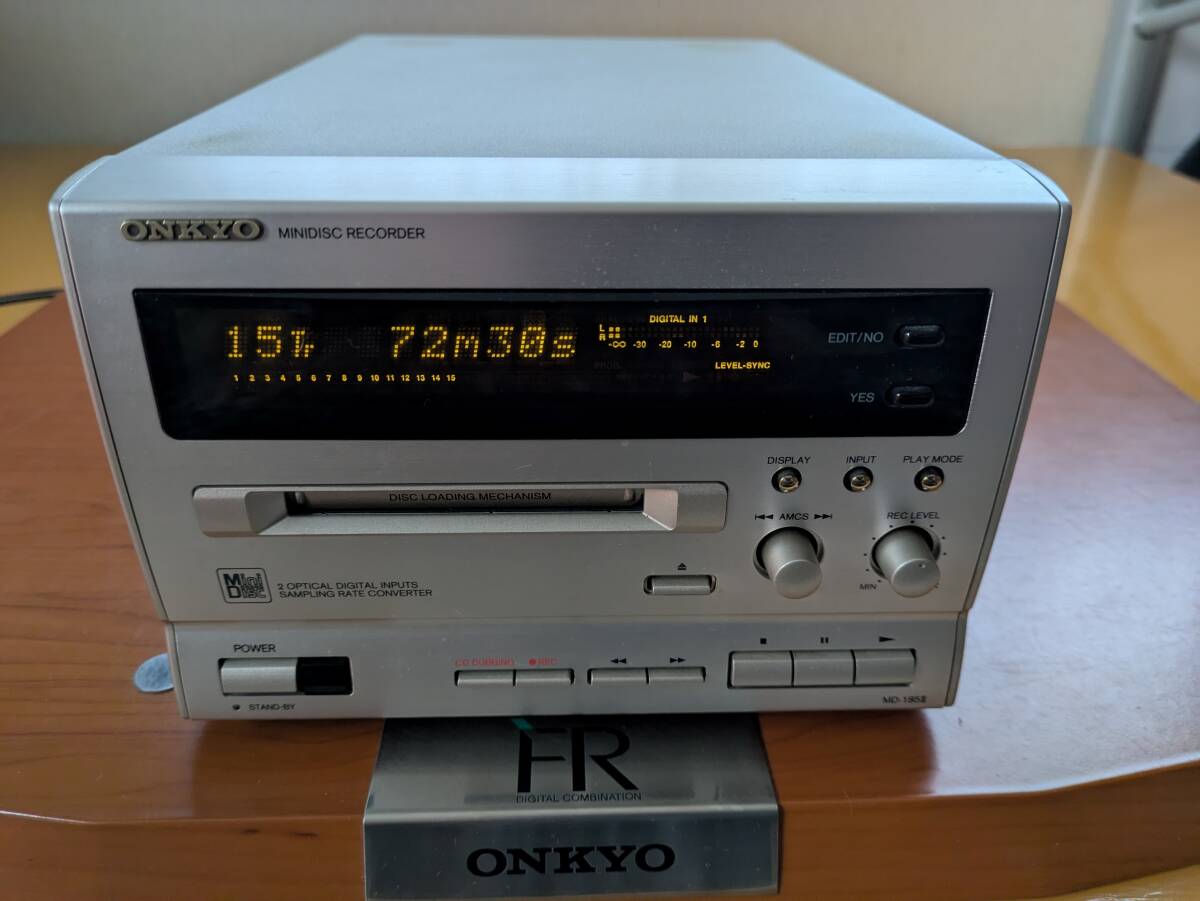 ONKYO MINIDISC RECORDER
DIGITAL IN 1
15Tr 72m30s
L
R
-∞ -30 -20 -10 -6 -2 0
LEVEL-SYNC
1 2 3 4 5 6 7 8 9 10 11 12 13 14 15
EDIT/NO
YES
DISPLAY INPUT PLAY MODE
DISC LOADING MECHANISM
AMCS
REC LEVEL
MIN
Mini Disc
2 OPTICAL DIGITAL INPUTS
SAMPLING RATE CONVERTER
POWER
CD DUBBING ●REC
STAND-BY
FR
DIGITAL COMBINATION
ONKYO